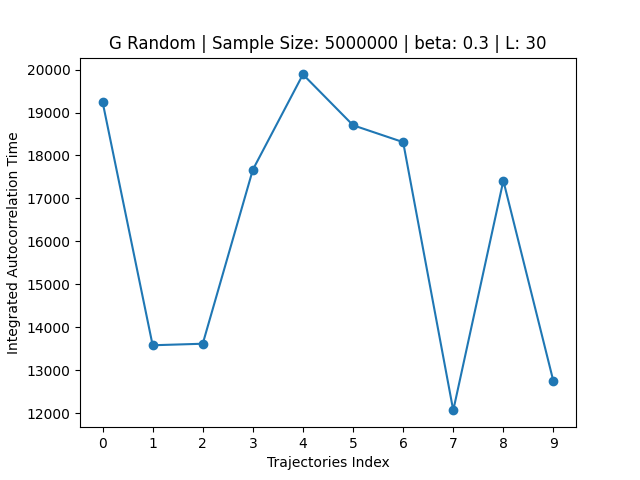 G Random | Sample Size: 5000000 | beta: 0.3 | L: 30
Integrated Autocorrelation Time
20000
19000
18000
17000
16000
15000
14000
13000
12000
0 1 2 3 4 5 6 7 8 9
Trajectories Index